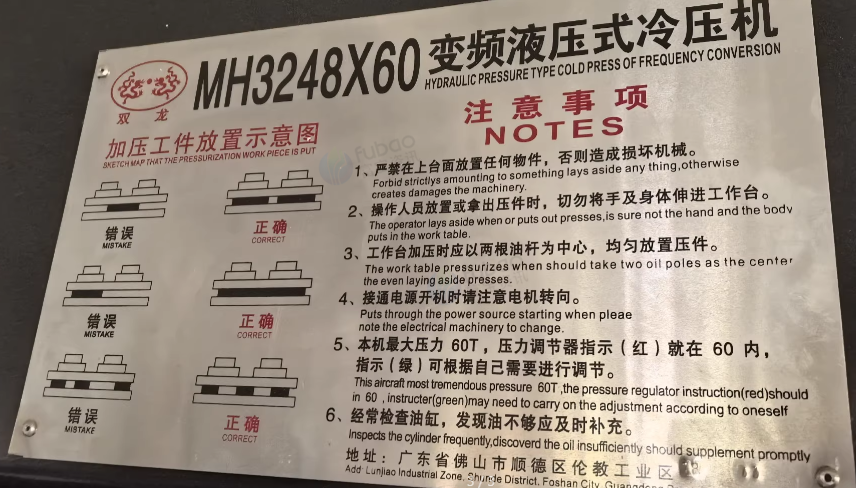 MH3248X60 变频液压式冷压机
HYDRAULIC PRESSURE TYPE COLD PRESS OF FREQUENCY CONVERSION
双龙
加压工件放置示意图
SKETCH MAP THAT THE PRESSURIZATION WORK PIECE IS PUT
错误 正确
MISTAKE CORRECT
错误 正确
MISTAKE CORRECT
错误 正确
MISTAKE CORRECT
注意事项
NOTES
1、严禁在上台面放置任何物件，否则造成损坏机械。
Forbid strictlys amounting to something lays aside any thing,otherwise
creates damages the machinery.
2、操作人员放置或拿出压件时，切勿将手及身体伸进工作台。
The operator lays aside when or puts out presses,is sure not the hand and the body
puts in the work table.
3、工作台加压时应以两根油杆为中心，均匀放置压件。
The work table pressurizes when should take two oil poles as the center
the even laying aside presses.
4、接通电源开机时请注意电机转向。
Puts through the power source starting when pleae
note the electrical machinery to change.
5、本机最大压力 60T，压力调节器指示（红）就在 60 内，
指示（绿）可根据自己需要进行调节。
This aircraft most tremendous pressure 60T ,the pressure regulator instruction(red)should
in 60 , instructer(green)may need to carry on the adjustment according to oneself
6、经常检查油缸，发现油不够应及时补充。
Inspects the cylinder frequently,discoverd the oil insufficiently should supplement promptly
地址：广东省佛山市顺德区伦教工业区
Add Lunjiao Industrial Zone, Shunde District, Foshan City,
fubao